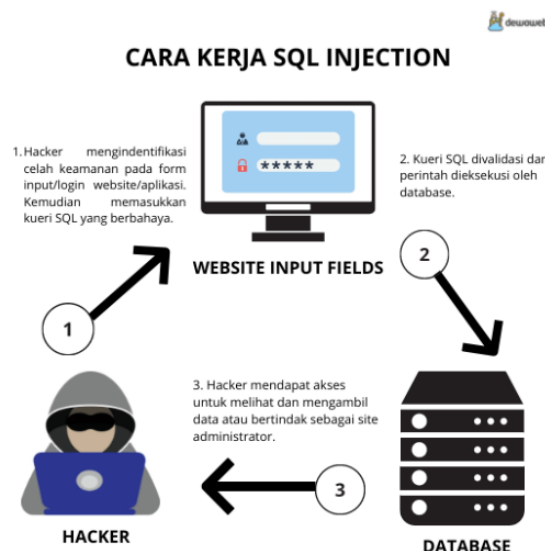 dewaweb
CARA KERJA SQL INJECTION
1. Hacker mengindentifikasi
celah keamanan pada form
input/login website/aplikasi.
Kemudian memasukkan
kueri SQL yang berbahaya.
*****
2. Kueri SQL divalidasi dan
perintah dieksekusi oleh
database.
WEBSITE INPUT FIELDS
2
1
3. Hacker mendapat akses
untuk melihat dan mengambil
data atau bertindak sebagai site
administrator.
3
HACKER
DATABASE